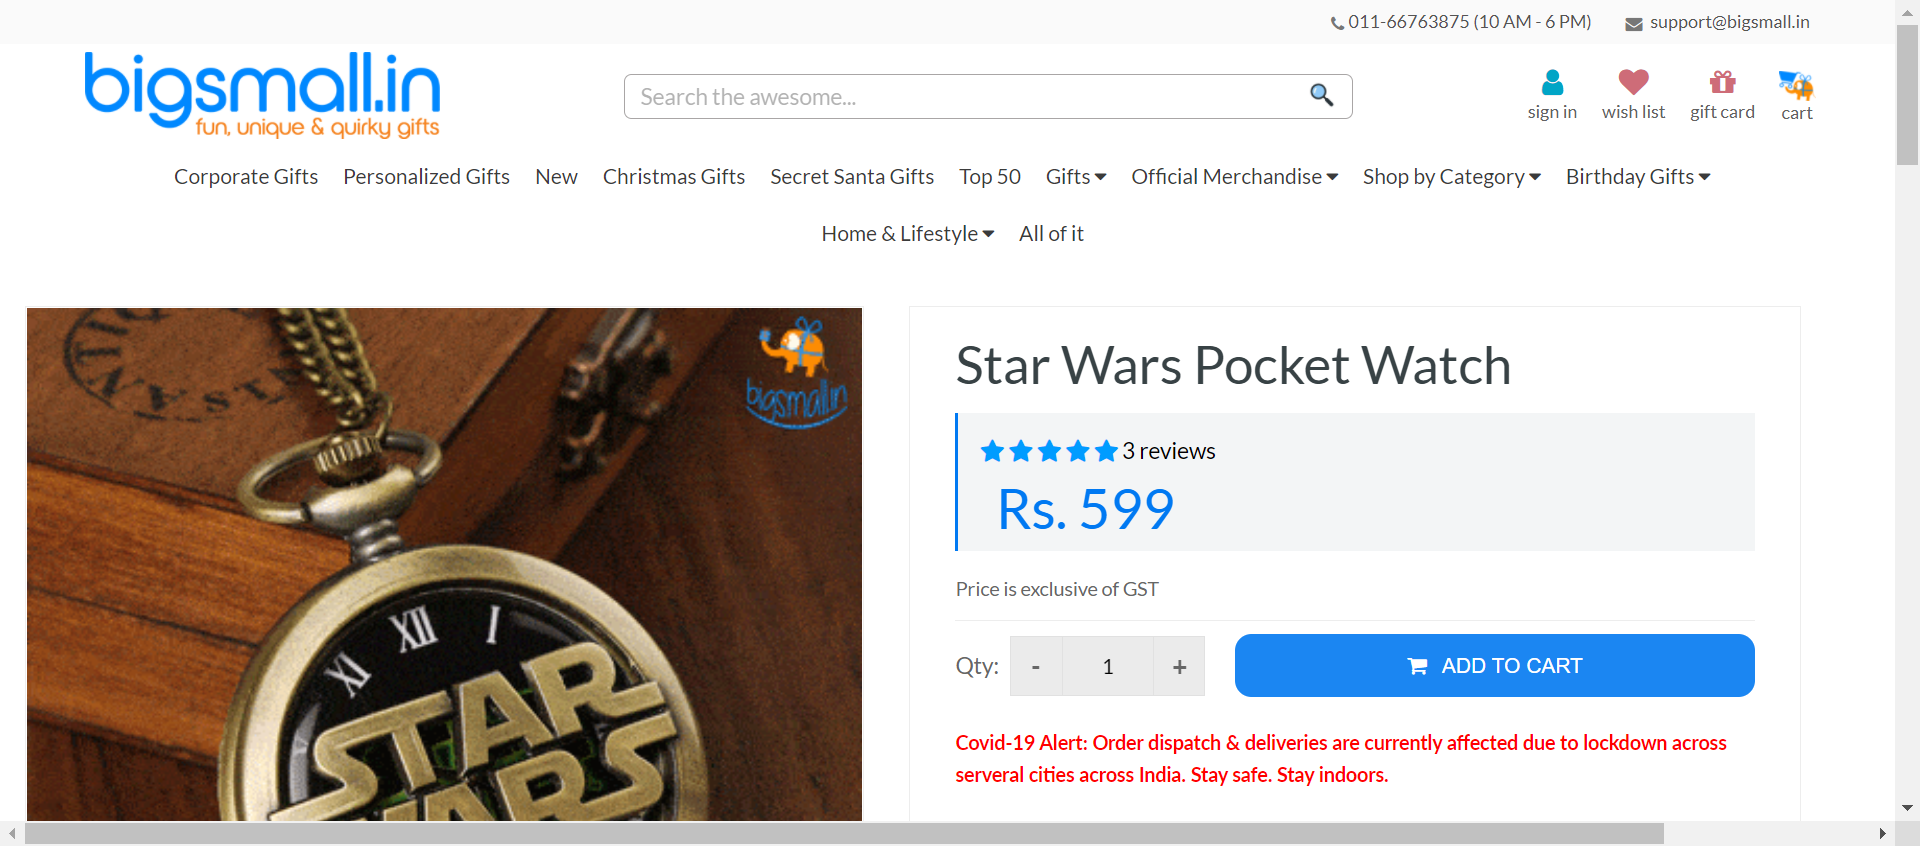 011-66763875 (10 AM - 6 PM) support@bigsmall.in
bigsmall.in
fun, unique & quirky gifts
Search the awesome...
sign in wish list gift card cart
Corporate Gifts Personalized Gifts New Christmas Gifts Secret Santa Gifts Top 50 Gifts Official Merchandise Shop by Category Birthday Gifts
Home & Lifestyle All of it
bigsmall.in
XI XII I
STAR
WARS
Star Wars Pocket Watch
3 reviews
Rs. 599
Price is exclusive of GST
Qty: - 1 + ADD TO CART
Covid-19 Alert: Order dispatch & deliveries are currently affected due to lockdown across
serveral cities across India. Stay safe. Stay indoors.